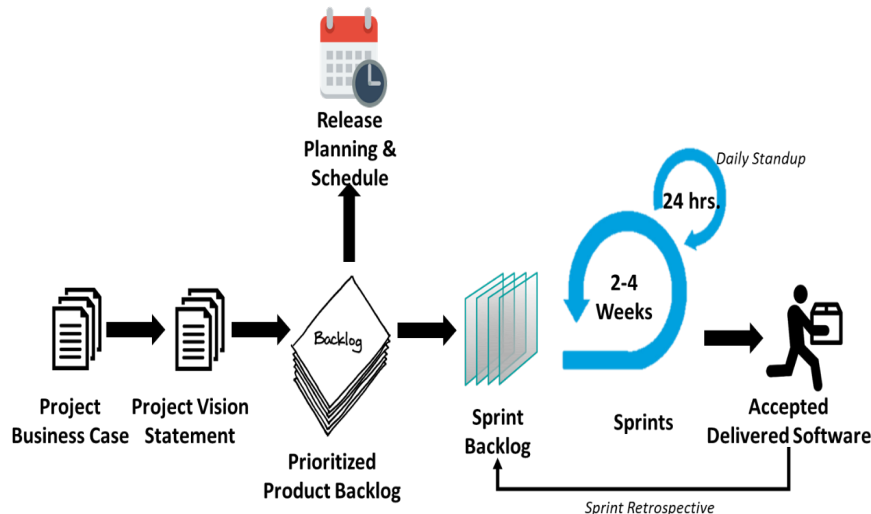 Release
Planning &
Schedule
Daily Standup
24 hrs.
2-4
Weeks
Backlog
Project
Business Case
Project Vision
Statement
Prioritized
Product Backlog
Sprint
Backlog
Sprints
Accepted
Delivered Software
Sprint Retrospective